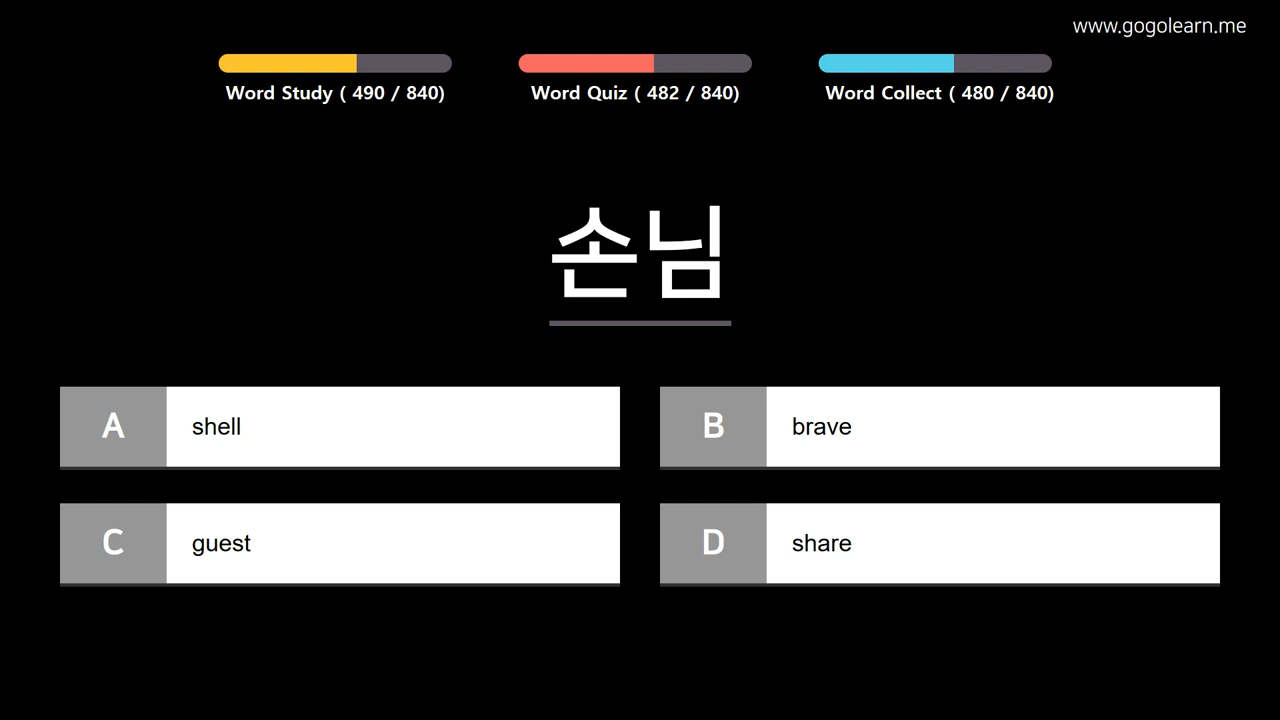 www.gogolearn.me
Word Study ( 490 / 840)
Word Quiz ( 482 / 840)
Word Collect ( 480 / 840)
손님
A shell
B brave
C guest
D share